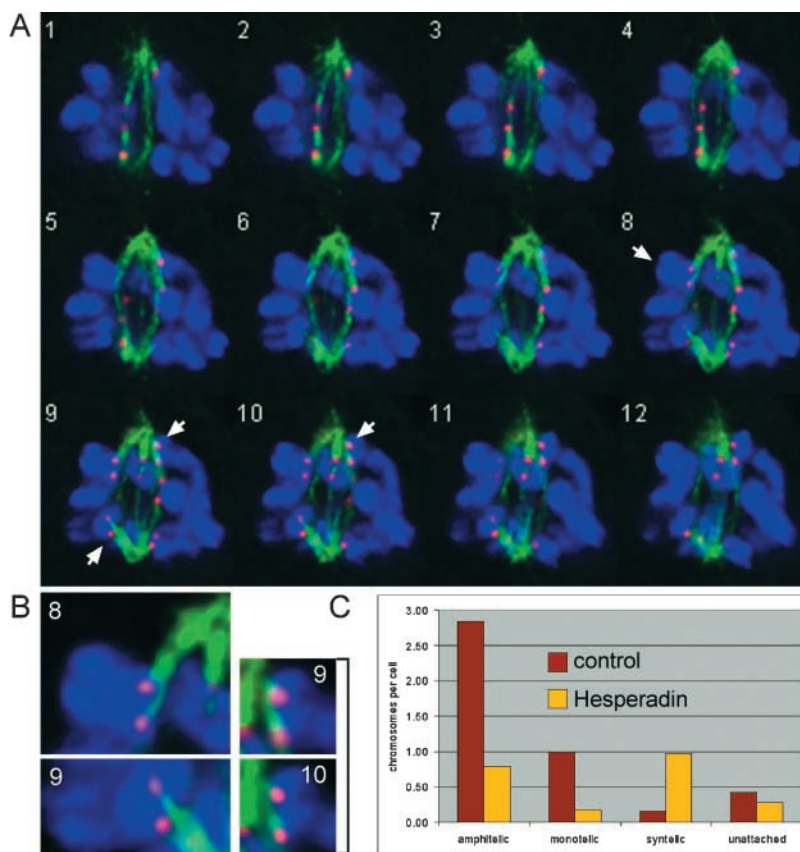 A
1 2 3 4
5 6 7 8
9 10 11 12
B
8
9
9
10
C
3.00
2.50
2.00
1.50
1.00
0.50
0.00
chromosomes per cell
control
Hesperadin
amphitelic monotelic syntelic unattached